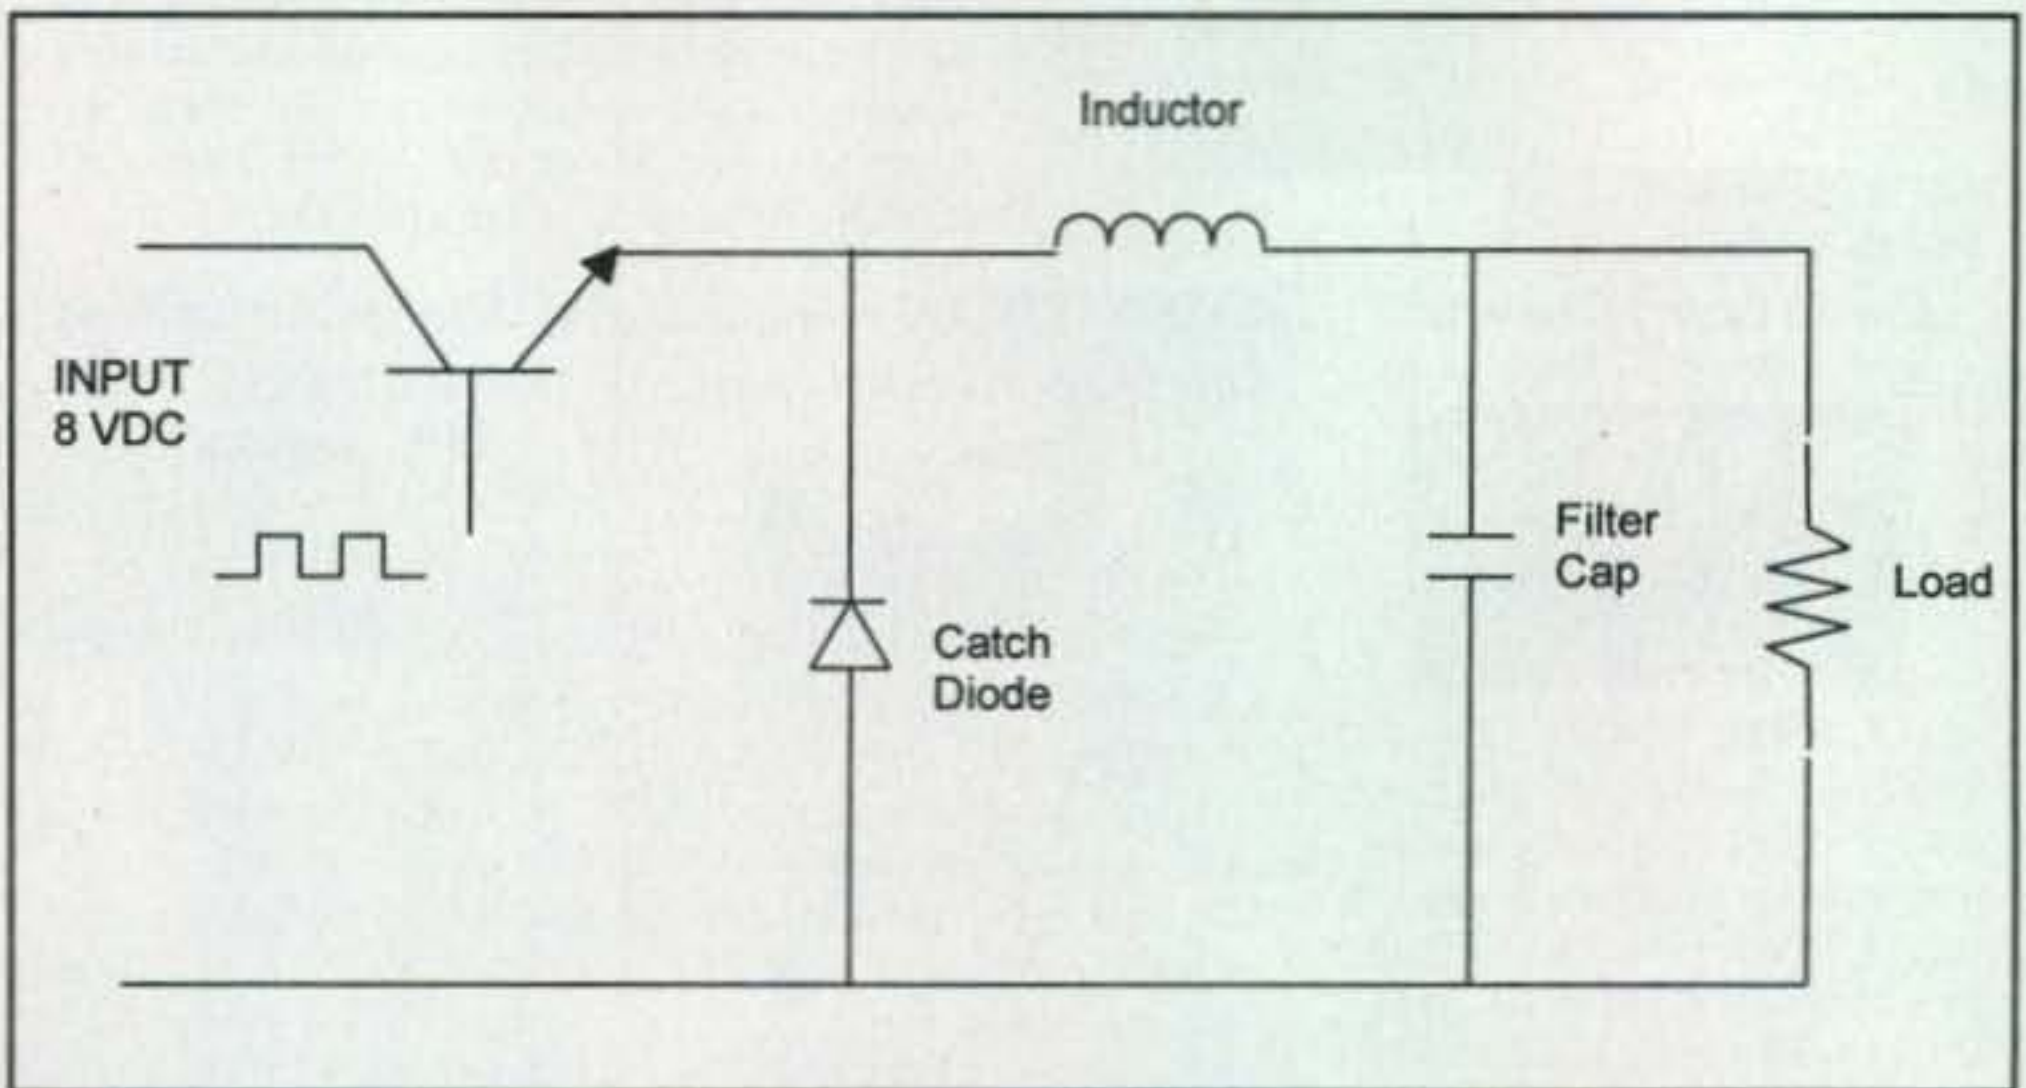 Inductor
INPUT
8 VDC
Filter
Cap
Load
Catch
Diode